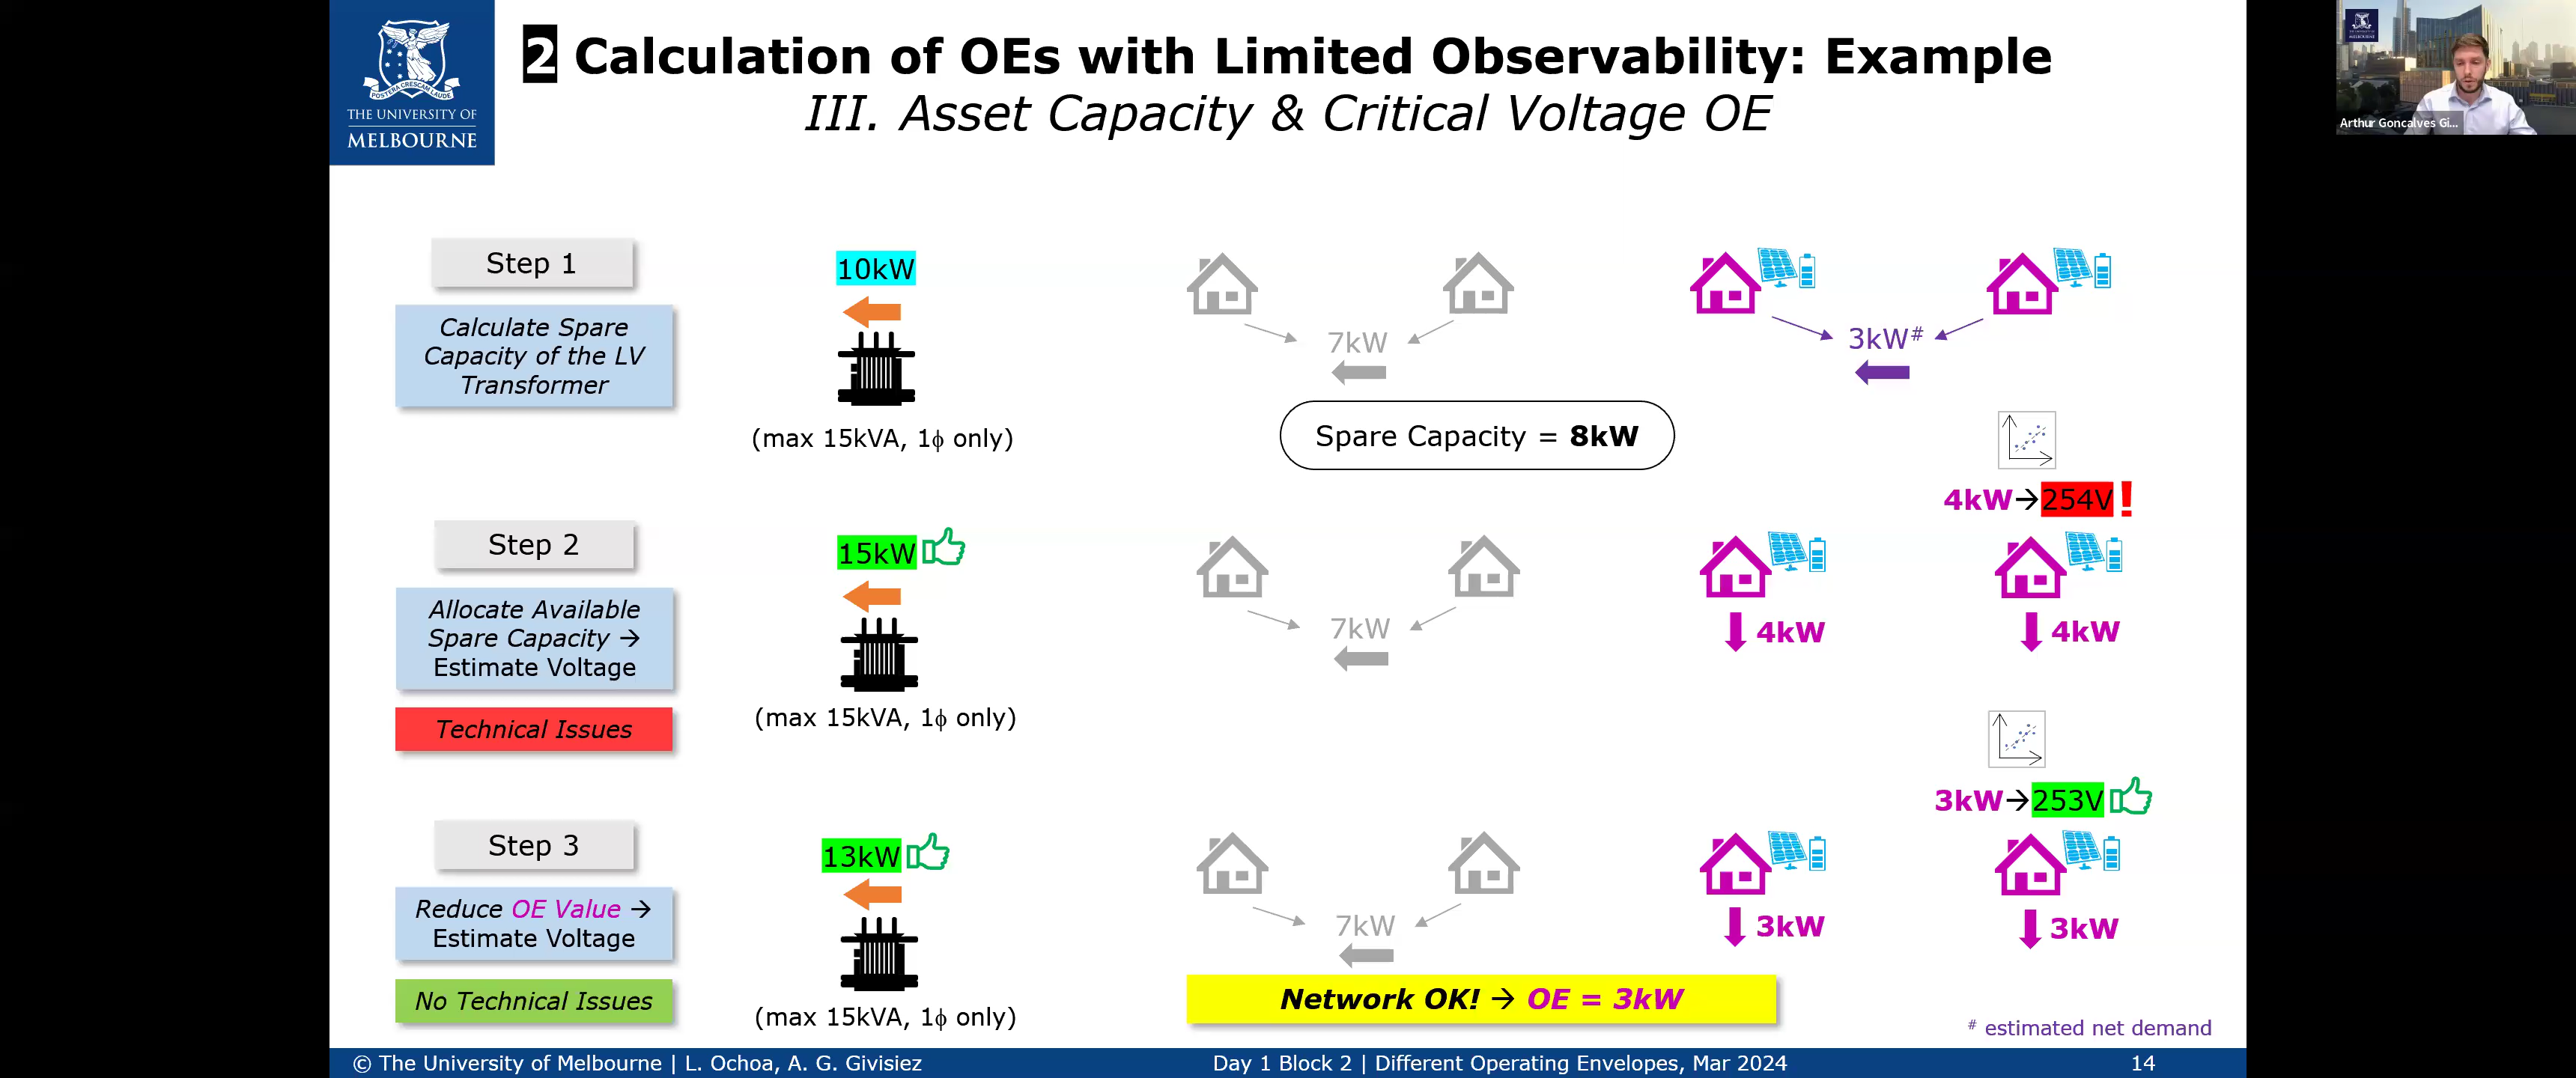 2 Calculation of OEs with Limited Observability: Example
III. Asset Capacity & Critical Voltage OE
THE UNIVERSITY OF
MELBOURNE
Arthur Goncalves Gi...
Step 1
Calculate Spare
Capacity of the LV
Transformer
10kW
(max 15kVA, 1ϕ only)
7kW
3kW#
Spare Capacity = 8kW
4kW→254V!
Step 2
Allocate Available
Spare Capacity →
Estimate Voltage
Technical Issues
15kW
(max 15kVA, 1ϕ only)
7kW
4kW
4kW
3kW→253V
Step 3
Reduce OE Value →
Estimate Voltage
No Technical Issues
13kW
(max 15kVA, 1ϕ only)
7kW
3kW
3kW
Network OK! → OE = 3kW
# estimated net demand
© The University of Melbourne | L. Ochoa, A. G. Givisiez
Day 1 Block 2 | Different Operating Envelopes, Mar 2024
14